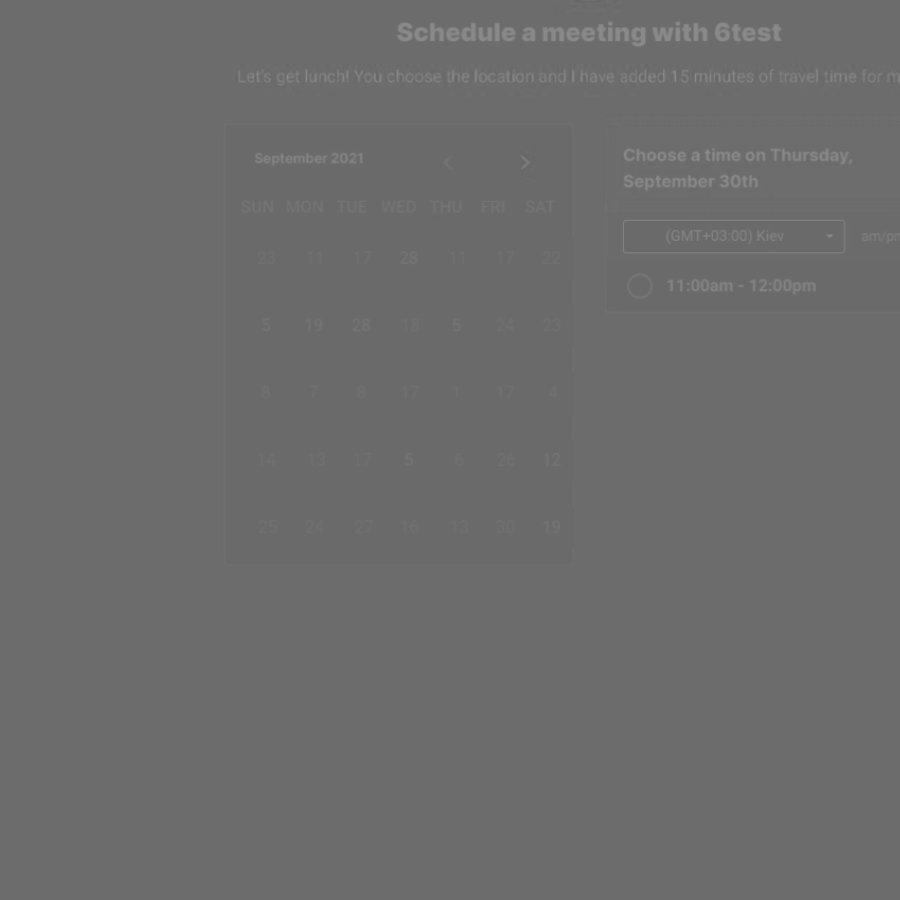 Schedule a meeting with 6test
Let's get lunch! You choose the location and I have added 15 minutes of travel time for m
September 2021 < >
SUN MON TUE WED THU FRI SAT
23 11 17 28 11 17 22
5 19 28 18 5 24 23
8 7 8 17 1 17 4
14 13 17 5 6 28 12
25 24 27 18 13 30 19
Choose a time on Thursday,
September 30th
(GMT+03:00) Kiev am/pm
11:00am - 12:00pm